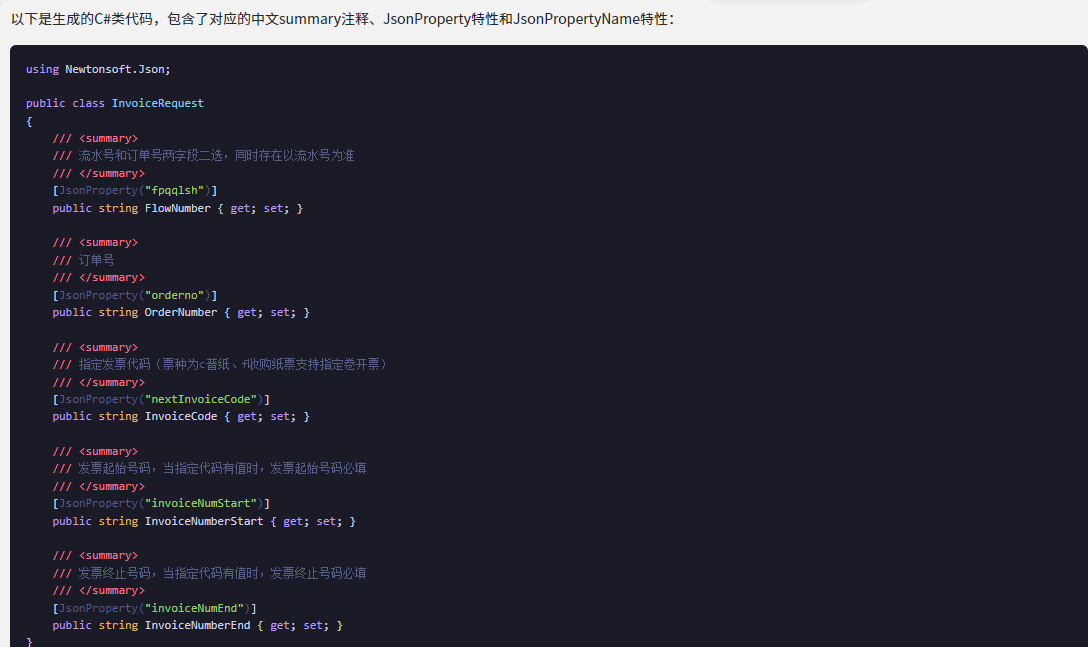 以下是生成的C#类代码，包含了对应的中文summary注释、JsonProperty特性和JsonPropertyName特性：
using Newtonsoft.Json;
public class InvoiceRequest
{
/// <summary>
/// 流水号和订单号两字段二选，同时存在以流水号为准
/// </summary>
[JsonProperty("fpqqlsh")]
public string FlowNumber { get; set; }
/// <summary>
/// 订单号
/// </summary>
[JsonProperty("orderno")]
public string OrderNumber { get; set; }
/// <summary>
/// 指定发票代码（票种为c普纸、f收购纸票支持指定卷开票）
/// </summary>
[JsonProperty("nextInvoiceCode")]
public string InvoiceCode { get; set; }
/// <summary>
/// 发票起始号码，当指定代码有值时，发票起始号码必填
/// </summary>
[JsonProperty("invoiceNumStart")]
public string InvoiceNumberStart { get; set; }
/// <summary>
/// 发票终止号码，当指定代码有值时，发票终止号码必填
/// </summary>
[JsonProperty("invoiceNumEnd")]
public string InvoiceNumberEnd { get; set; }
}